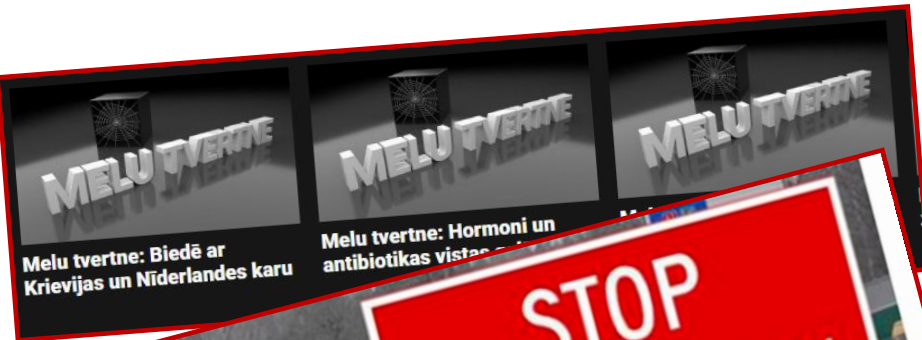 MELU TVERTNE
MELU TVERTNE
MELU TVERTNE
Melu tvertne: Biedē ar
Krievijas un Nīderlandes karu
Melu tvertne: Hormoni un
antibiotikas vistas
STOP